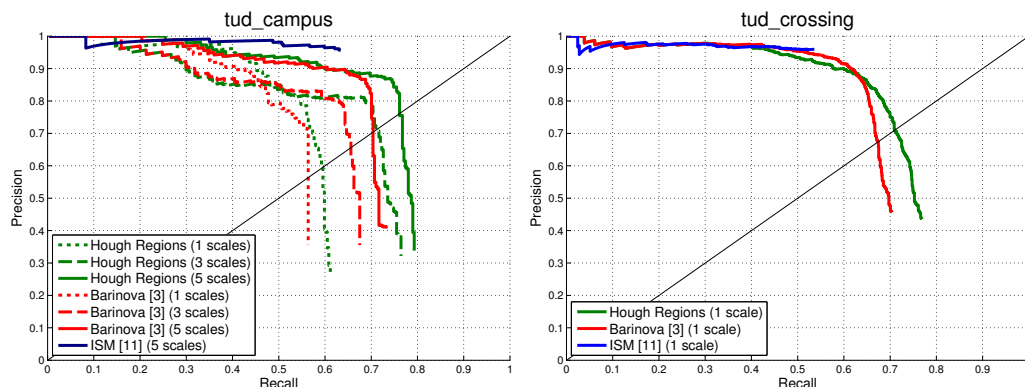 tud_campus
1
0.9
0.8
0.7
0.6
0.5
0.4
0.3
0.2
0.1
0
Precision
Hough Regions (1 scales)
Hough Regions (3 scales)
Hough Regions (5 scales)
Barinova [3] (1 scales)
Barinova [3] (3 scales)
Barinova [3] (5 scales)
ISM [11] (5 scales)
0 0.1 0.2 0.3 0.4 0.5 0.6 0.7 0.8 0.9 1
Recall
tud_crossing
1
0.9
0.8
0.7
0.6
0.5
0.4
0.3
0.2
0.1
0
Precision
Hough Regions (1 scale)
Barinova [3] (1 scale)
ISM [11] (1 scale)
0 0.1 0.2 0.3 0.4 0.5 0.6 0.7 0.8 0.9
Recall